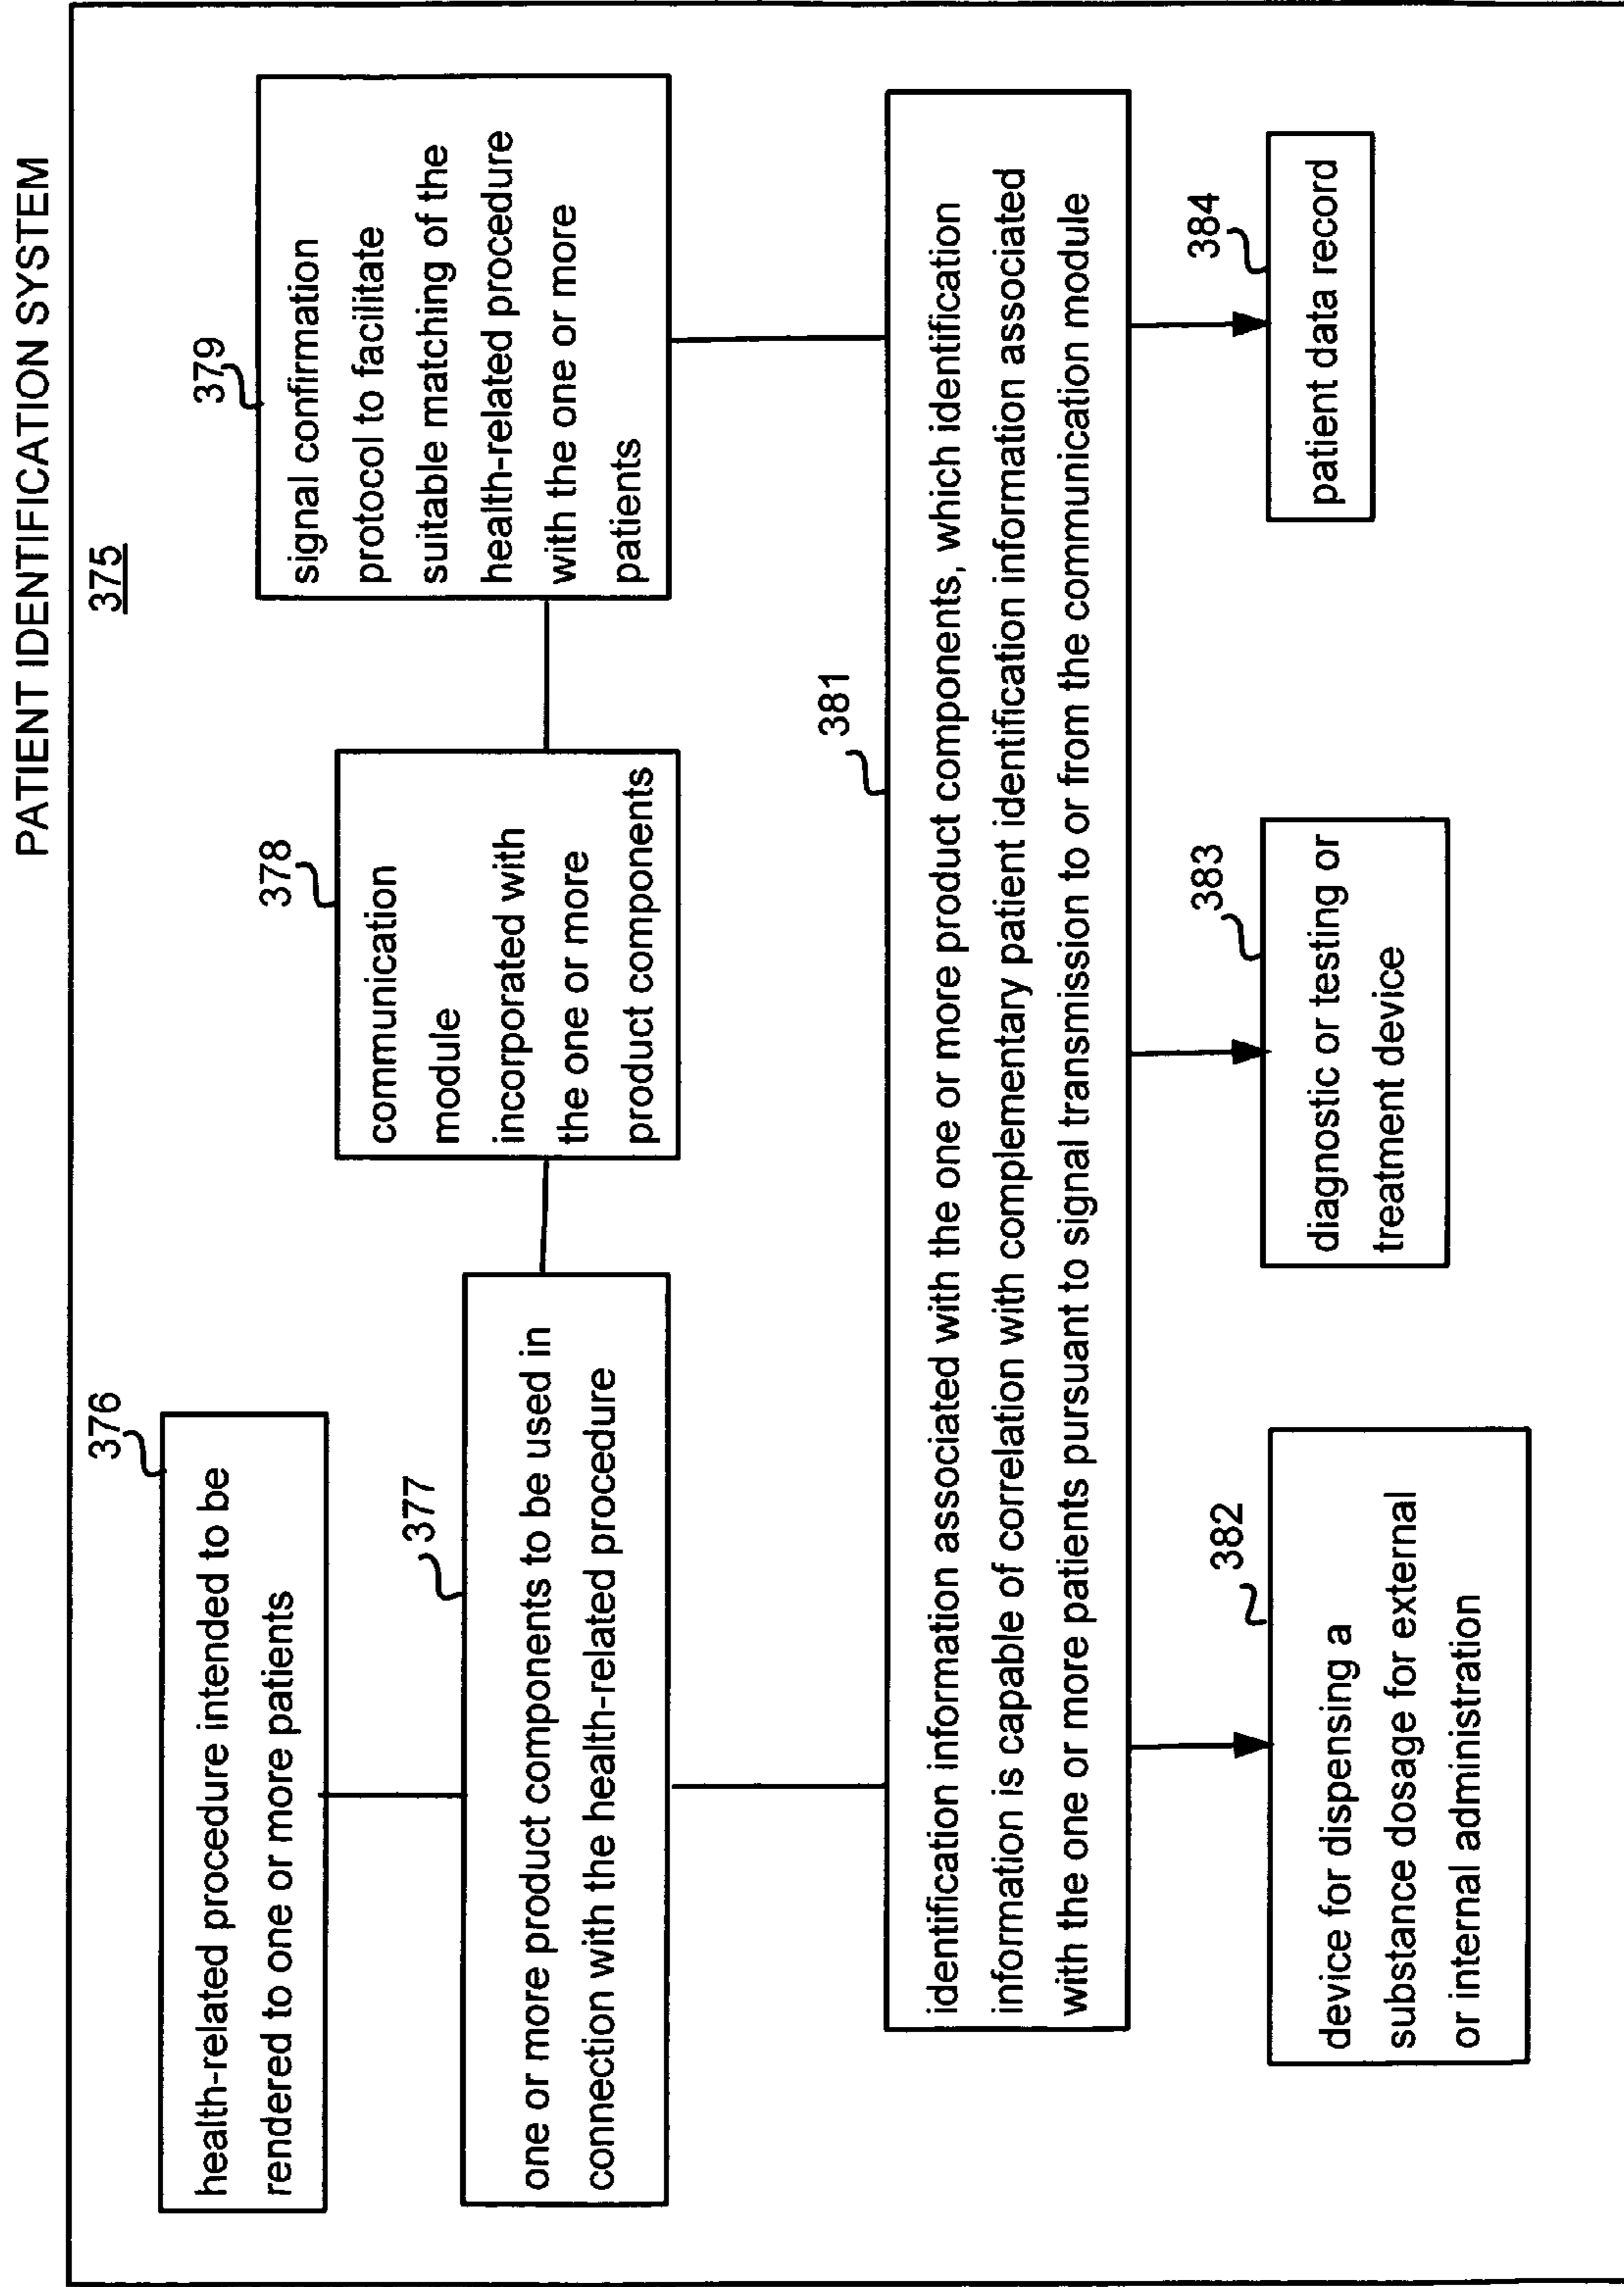 PATIENT IDENTIFICATION SYSTEM
375
376
health-related procedure intended to be
rendered to one or more patients
377
one or more product components to be used in
connection with the health-related procedure
378
communication
module
incorporated with
the one or more
product components
379
signal confirmation
protocol to facilitate
suitable matching of the
health-related procedure
with the one or more
patients
381
identification information associated with the one or more product components, which identification
information is capable of correlation with complementary patient identification information associated
with the one or more patients pursuant to signal transmission to or from the communication module
382
device for dispensing a
substance dosage for external
or internal administration
383
diagnostic or testing or
treatment device
384
patient data record